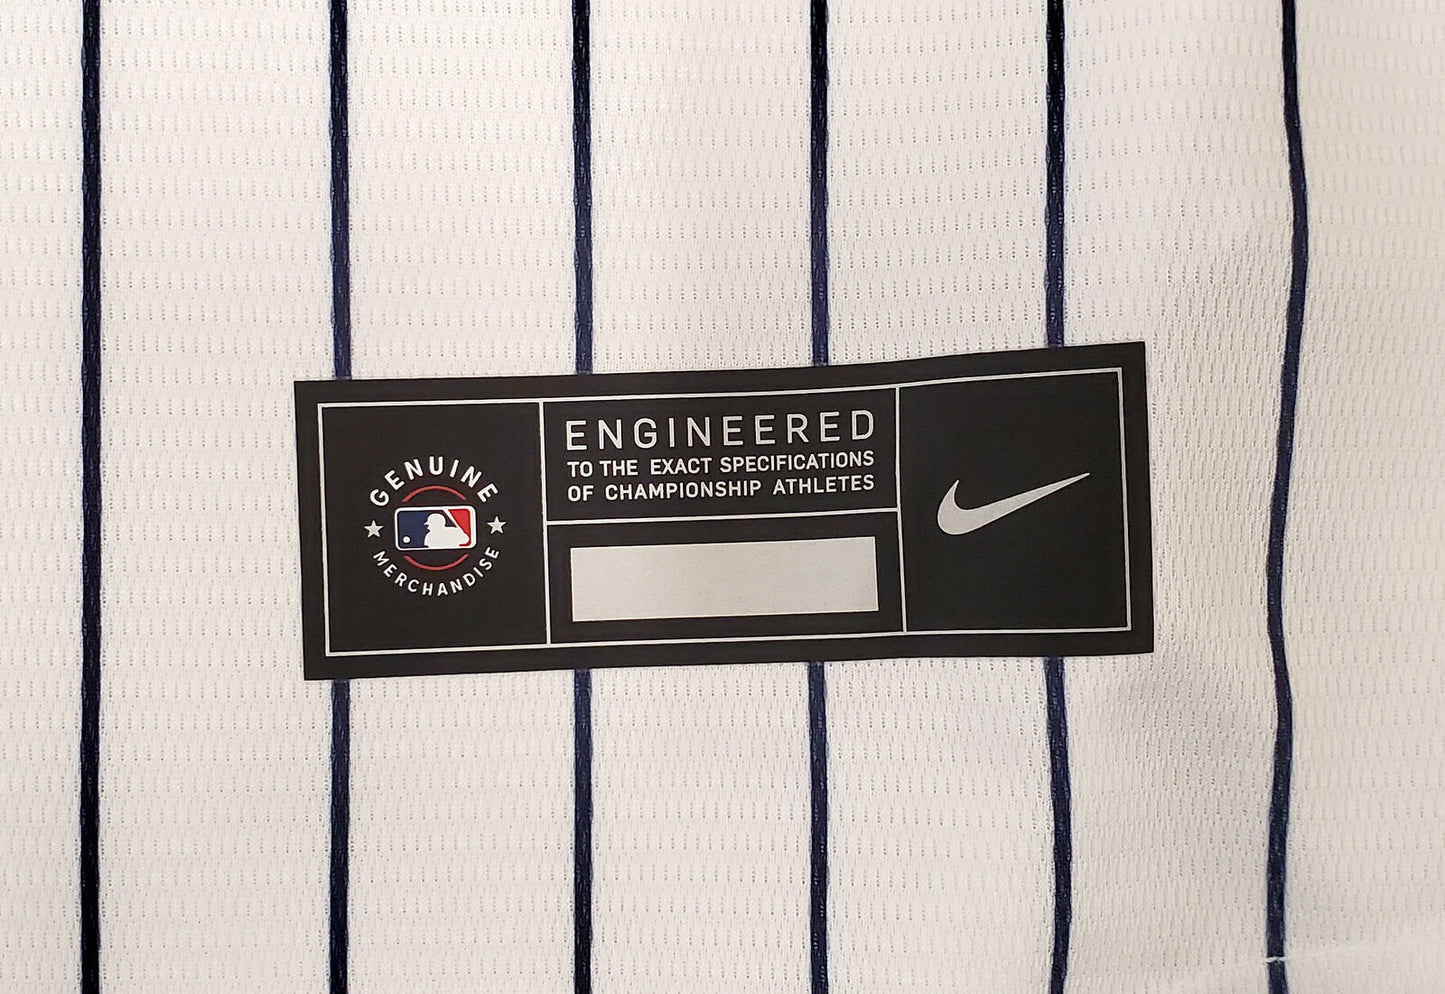 GENUINE
MERCHANDISE
ENGINEERED
TO THE EXACT SPECIFICATIONS
OF CHAMPIONSHIP ATHLETES